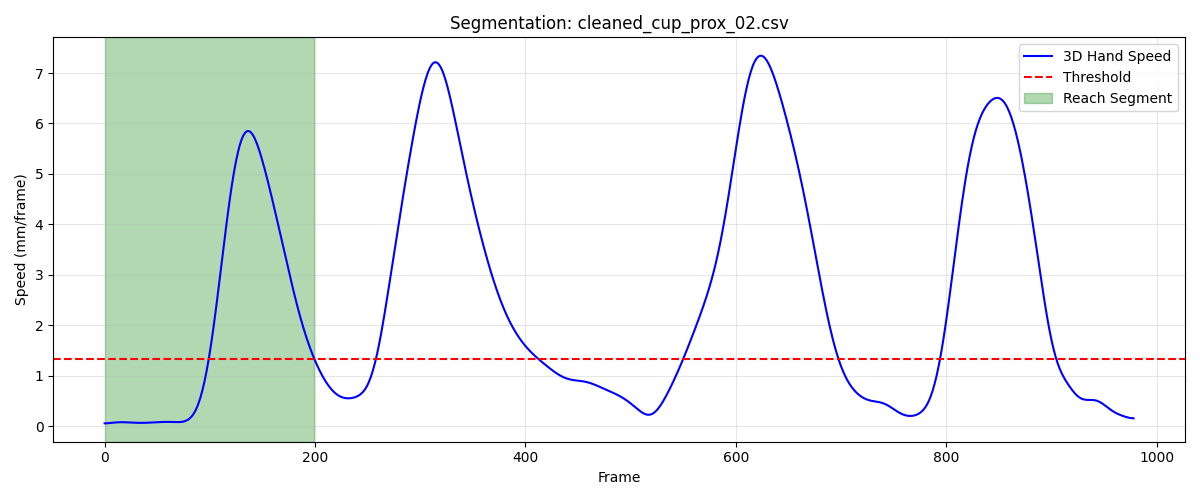 Segmentation: cleaned_cup_prox_02.csv
3D Hand Speed
Threshold
Reach Segment
Speed (mm/frame)
7
6
5
4
3
2
1
0
0 200 400 600 800 1000
Frame